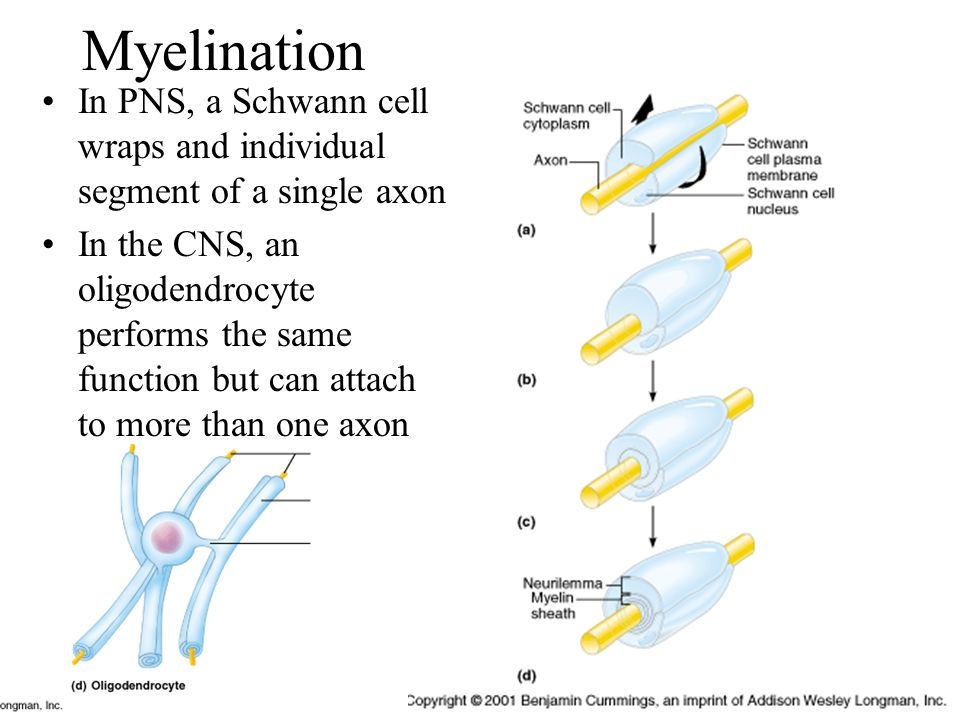 Myelination
• In PNS, a Schwann cell
wraps and individual
segment of a single axon
• In the CNS, an
oligodendrocyte
performs the same
function but can attach
to more than one axon
(d) Oligodendrocyte
ongman, Inc.
Schwann cell
cytoplasm
Axon
Schwann
cell plasma
membrane
Schwann cell
nucleus
(a)
(b)
(c)
Neurilemma
Myelin
sheath
(d)
Copyright © 2001 Benjamin Cummings, an imprint of Addison Wesley Longman, Inc.